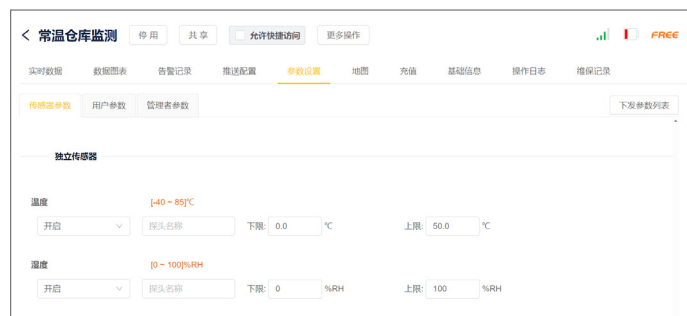 常温仓库监测 停用 共享 允许快捷访问 更多操作 FREE
实时数据 数据图表 告警记录 推送配置 参数设置 地图 充值 基础信息 操作日志 维保记录
传感器参数 用户参数 管理者参数 下发参数列表
独立传感器
温度 [-40 ~ 85]℃
开启 探头名称 下限: 0.0 ℃ 上限: 50.0 ℃
湿度 [0 ~ 100]%RH
开启 探头名称 下限: 0 %RH 上限: 100 %RH